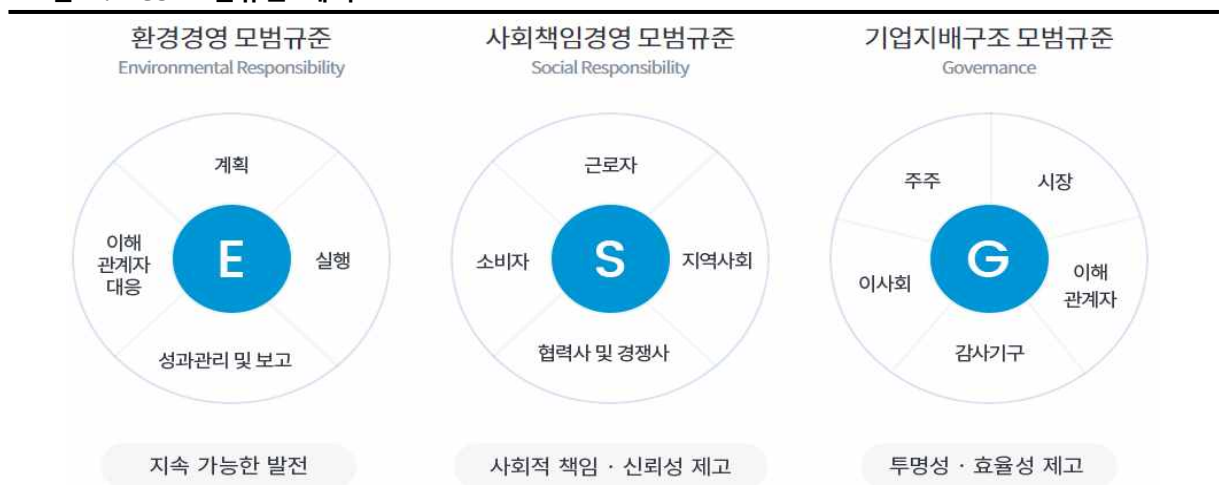 환경경영 모범규준
Environmental Responsibility
계획
이해
관계자
대응
E
실행
성과관리 및 보고
지속 가능한 발전
사회책임경영 모범규준
Social Responsibility
근로자
소비자
S
지역사회
협력사 및 경쟁사
사회적 책임 · 신뢰성 제고
기업지배구조 모범규준
Governance
주주
시장
이사회
G
이해
관계자
감사기구
투명성 · 효율성 제고